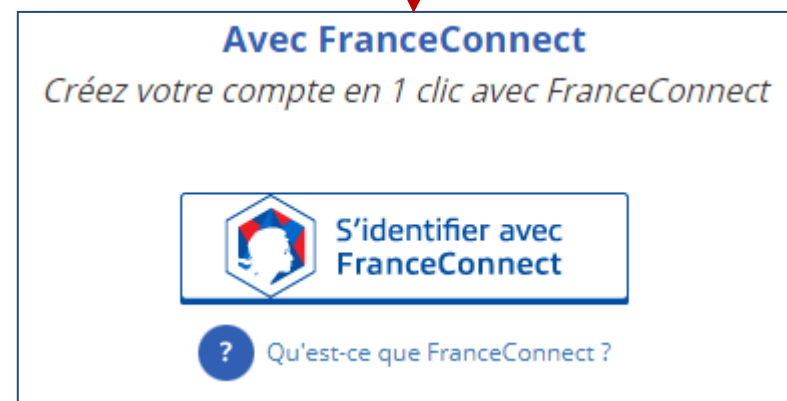 Avec FranceConnect
Créez votre compte en 1 clic avec FranceConnect
S'identifier avec
FranceConnect
? Qu'est-ce que FranceConnect ?